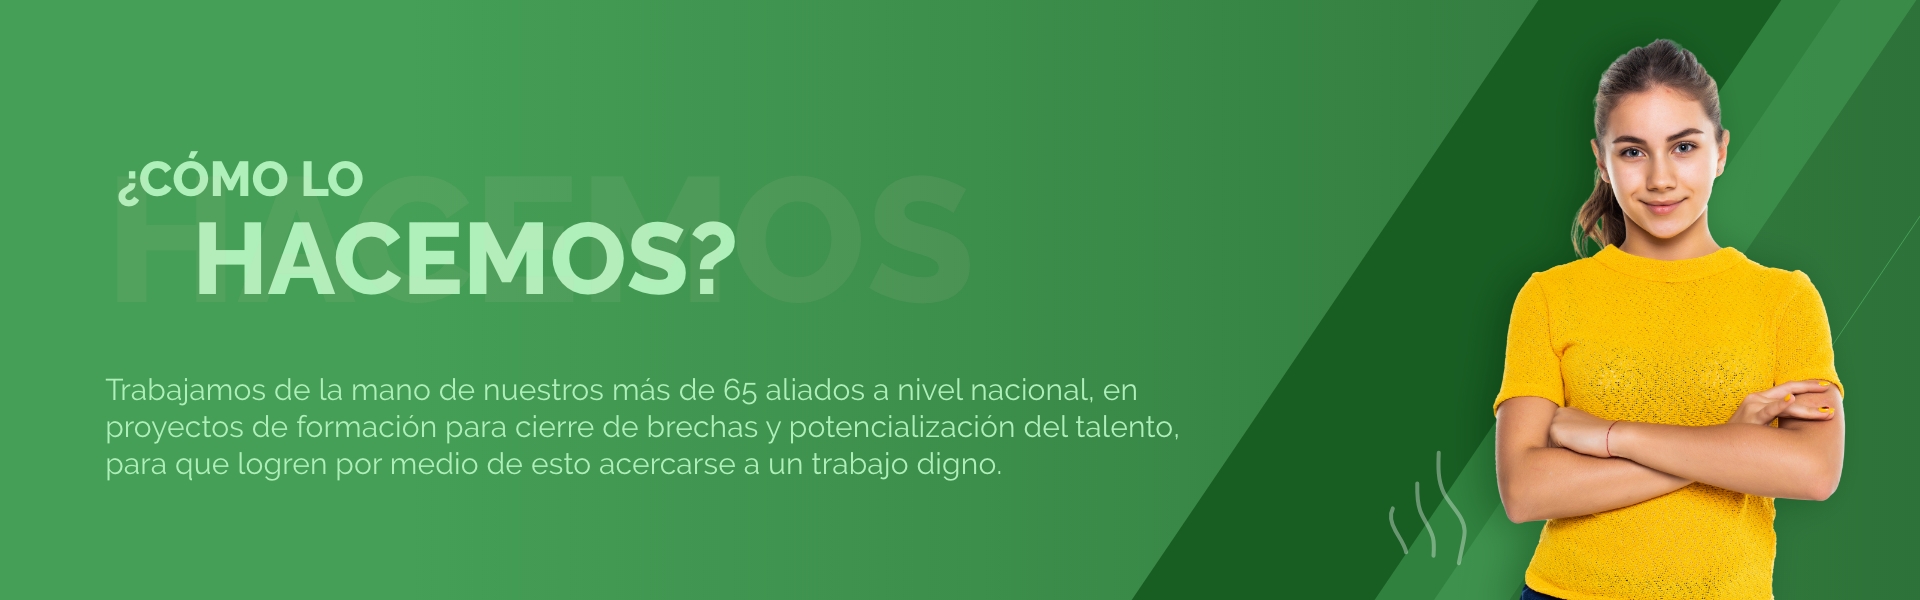 ¿CÓMO LO
HACEMOS
HACEMOS?
Trabajamos de la mano de nuestros más de 65 aliados a nivel nacional, en
proyectos de formación para cierre de brechas y potencialización del talento,
para que logren por medio de esto acercarse a un trabajo digno.